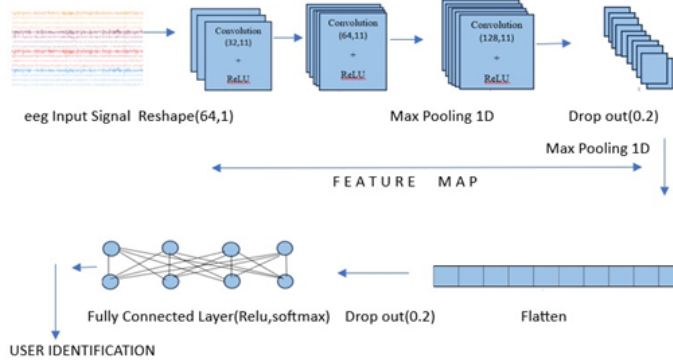 Convolution
(32,11)
+
ReLU
Convolution
(64,11)
+
ReLU
Convolution
(128,11)
+
ReLU
eeg Input Signal Reshape(64,1)
Max Pooling 1D
Drop out(0.2)
Max Pooling 1D
FEATURE MAP
Fully Connected Layer(Relu,softmax)
Drop out(0.2)
Flatten
USER IDENTIFICATION